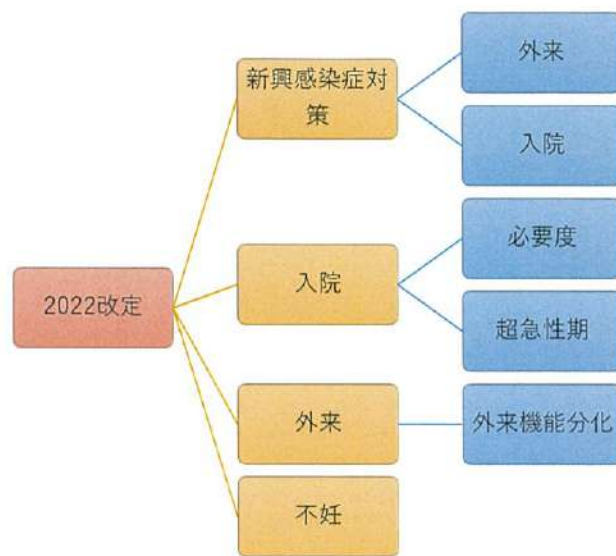 2022改定
新興感染症対
策
外来
入院
入院
必要度
超急性期
外来
外来機能分化
不妊